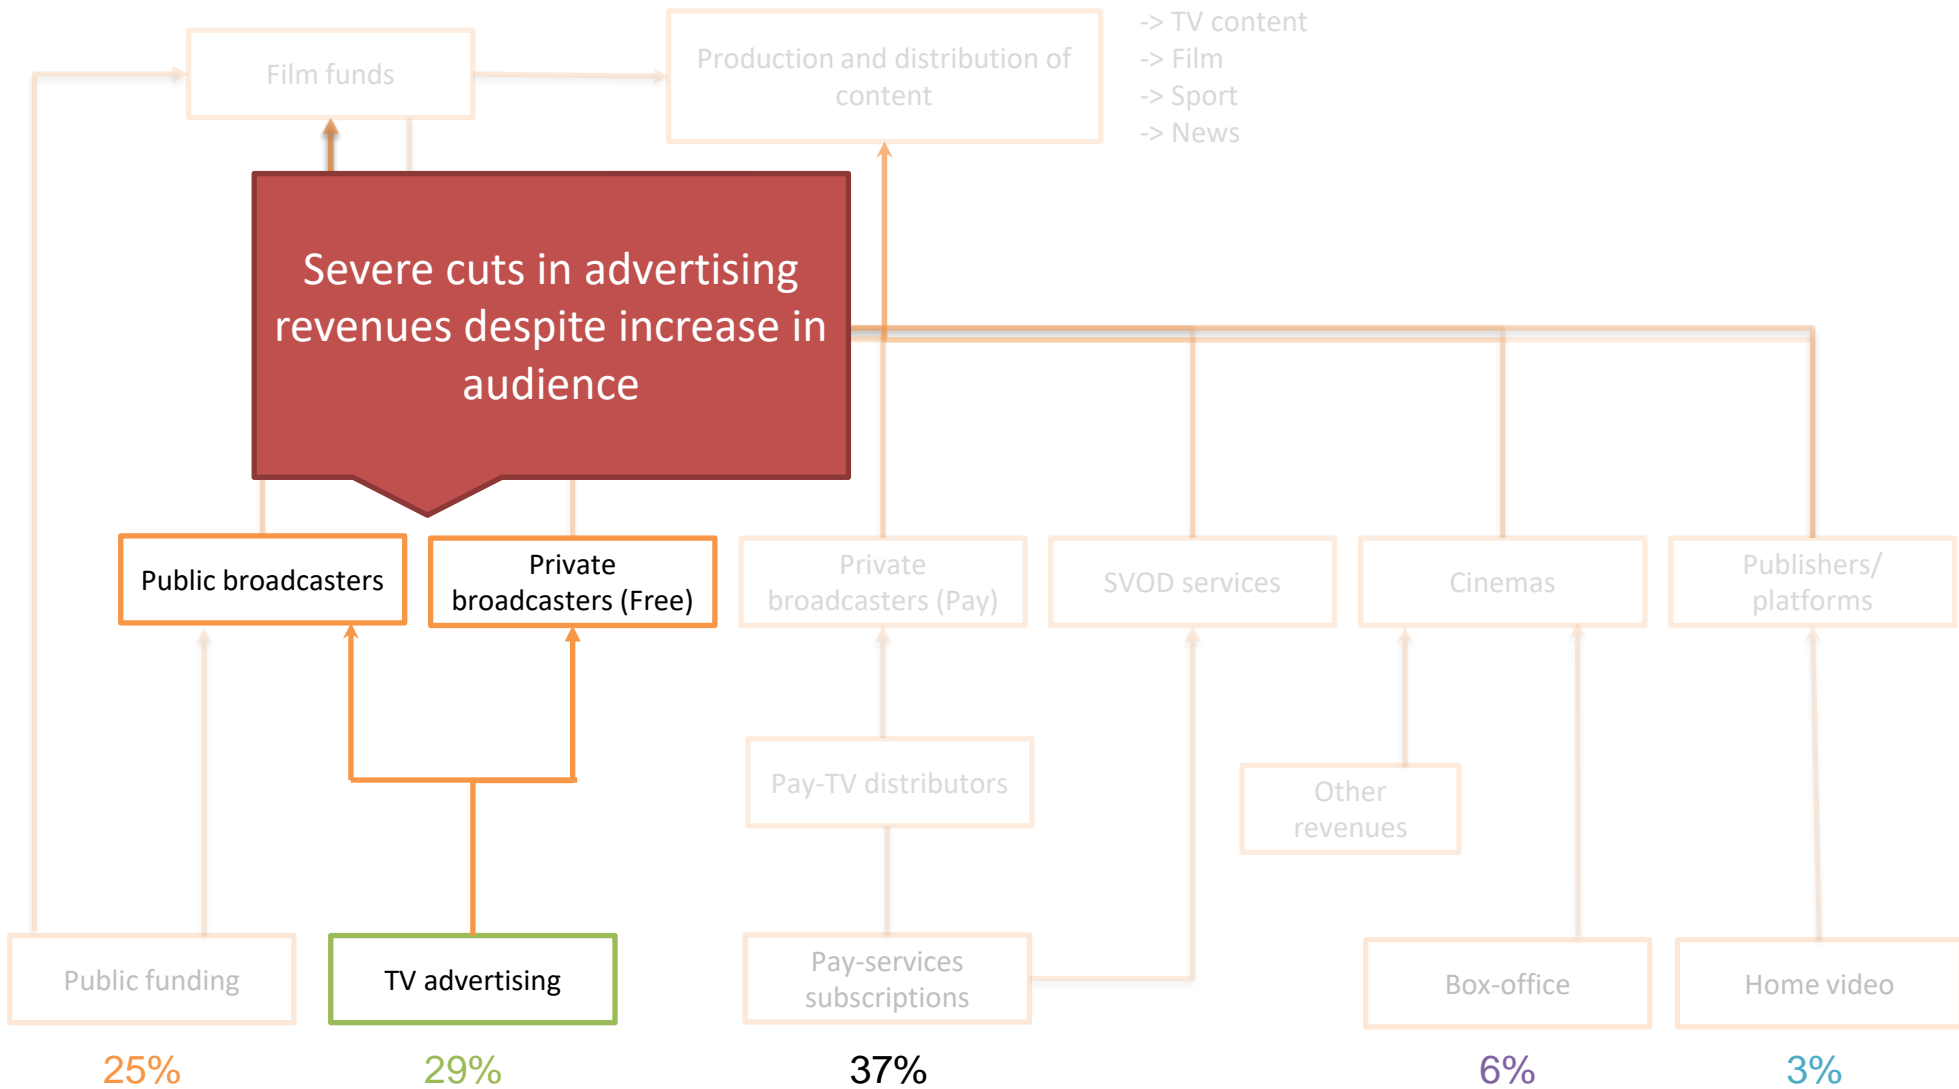 Film funds
Production and distribution of
content
-> TV content
-> Film
-> Sport
-> News
Severe cuts in advertising
revenues despite increase in
audience
Public broadcasters
Private
broadcasters (Free)
Private
broadcasters (Pay)
SVOD services
Cinemas
Publishers/
platforms
Pay-TV distributors
Other
revenues
Public funding
TV advertising
Pay-services
subscriptions
Box-office
Home video
25%
29%
37%
6%
3%